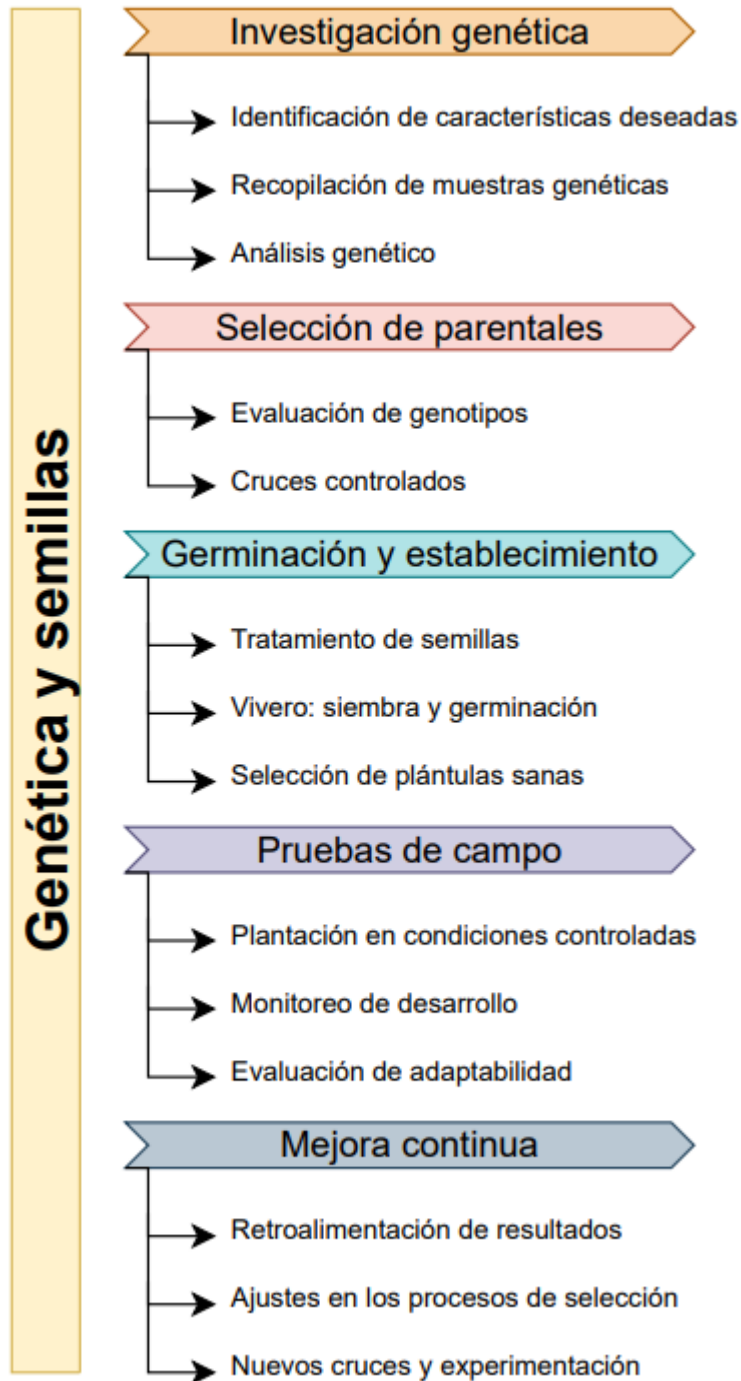 Genética y semillas
Investigación genética
Identificación de características deseadas
Recopilación de muestras genéticas
Análisis genético
Selección de parentales
Evaluación de genotipos
Cruces controlados
Germinación y establecimiento
Tratamiento de semillas
Vivero: siembra y germinación
Selección de plántulas sanas
Pruebas de campo
Plantación en condiciones controladas
Monitoreo de desarrollo
Evaluación de adaptabilidad
Mejora continua
Retroalimentación de resultados
Ajustes en los procesos de selección
Nuevos cruces y experimentación